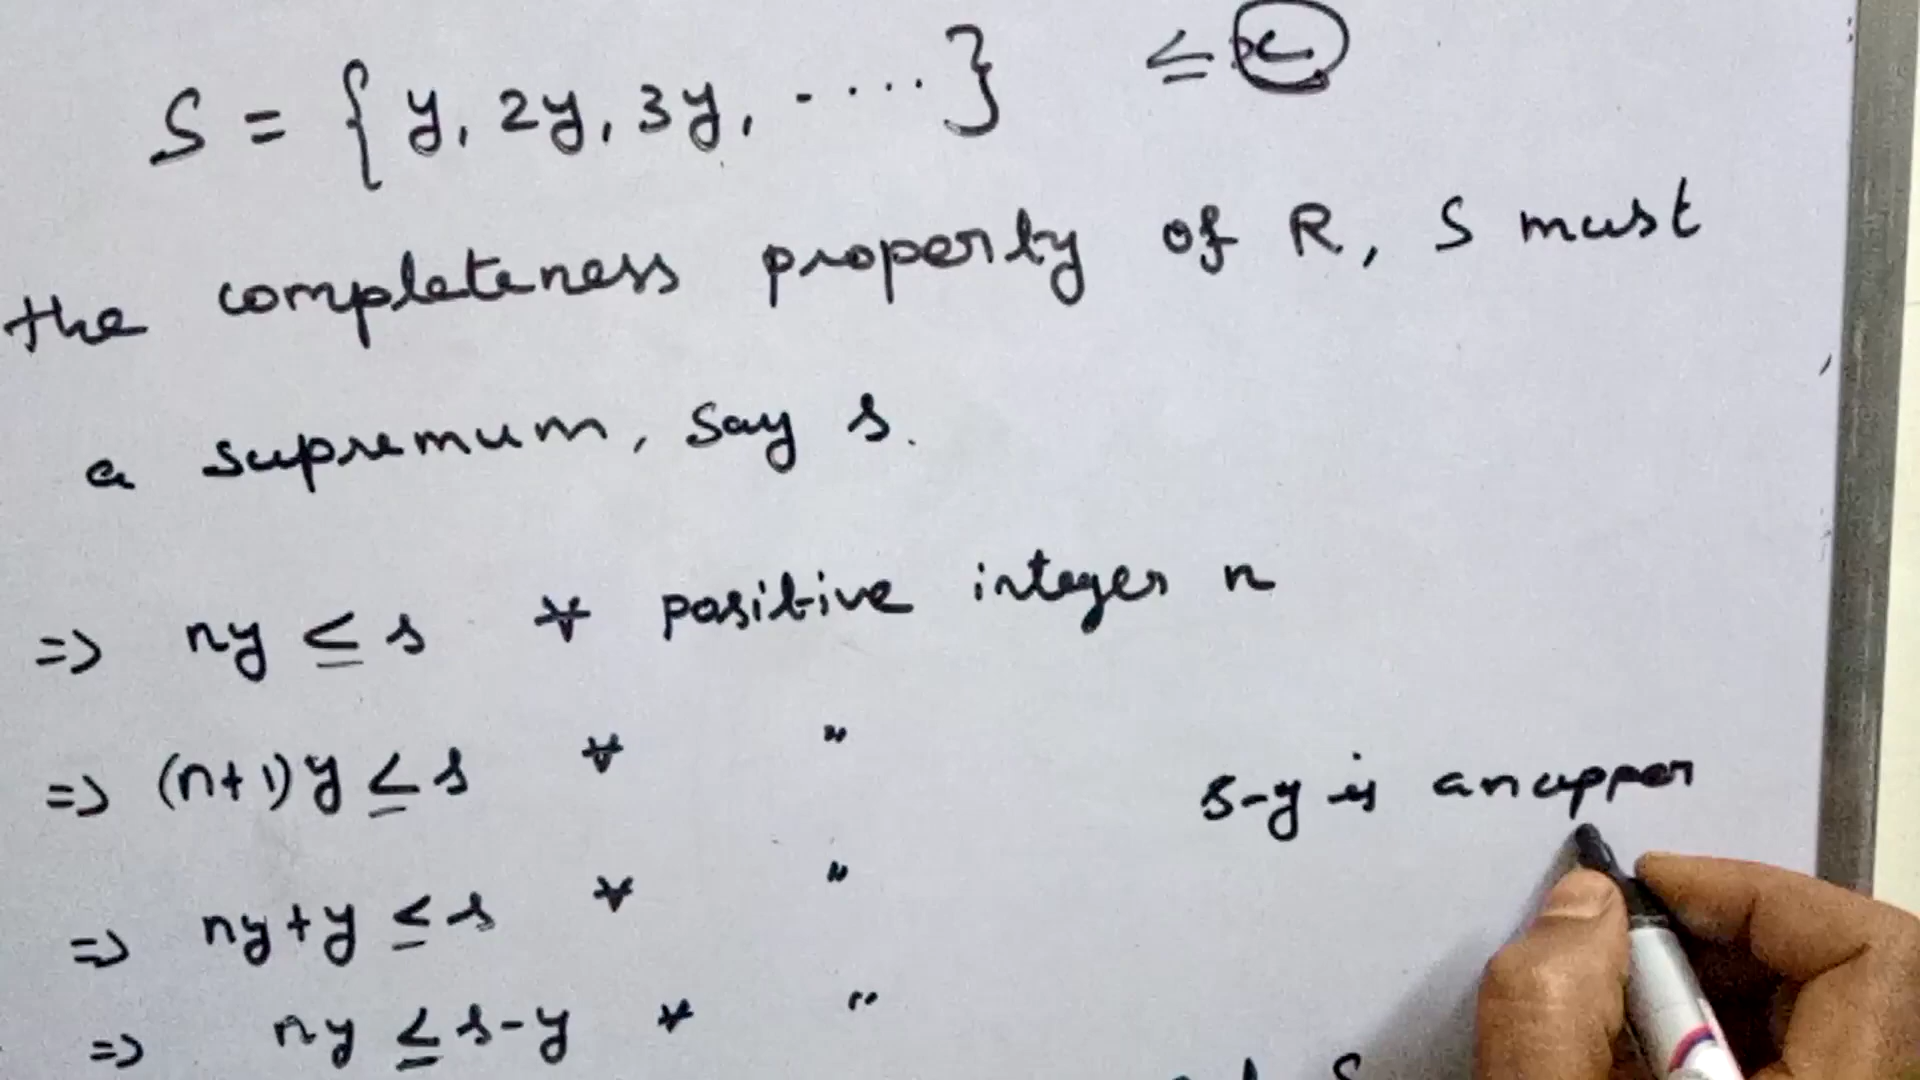 S = { y, 2y, 3y, ..... } ≤ x
the completeness property of R, S must
a supremum, say s.
=> ny ≤ s ∀ positive integer n
=> (n+1)y ≤ s ∀ "
s-y is an upper
=> ny+y ≤ s ∀ "
=> ny ≤ s-y ∀ "